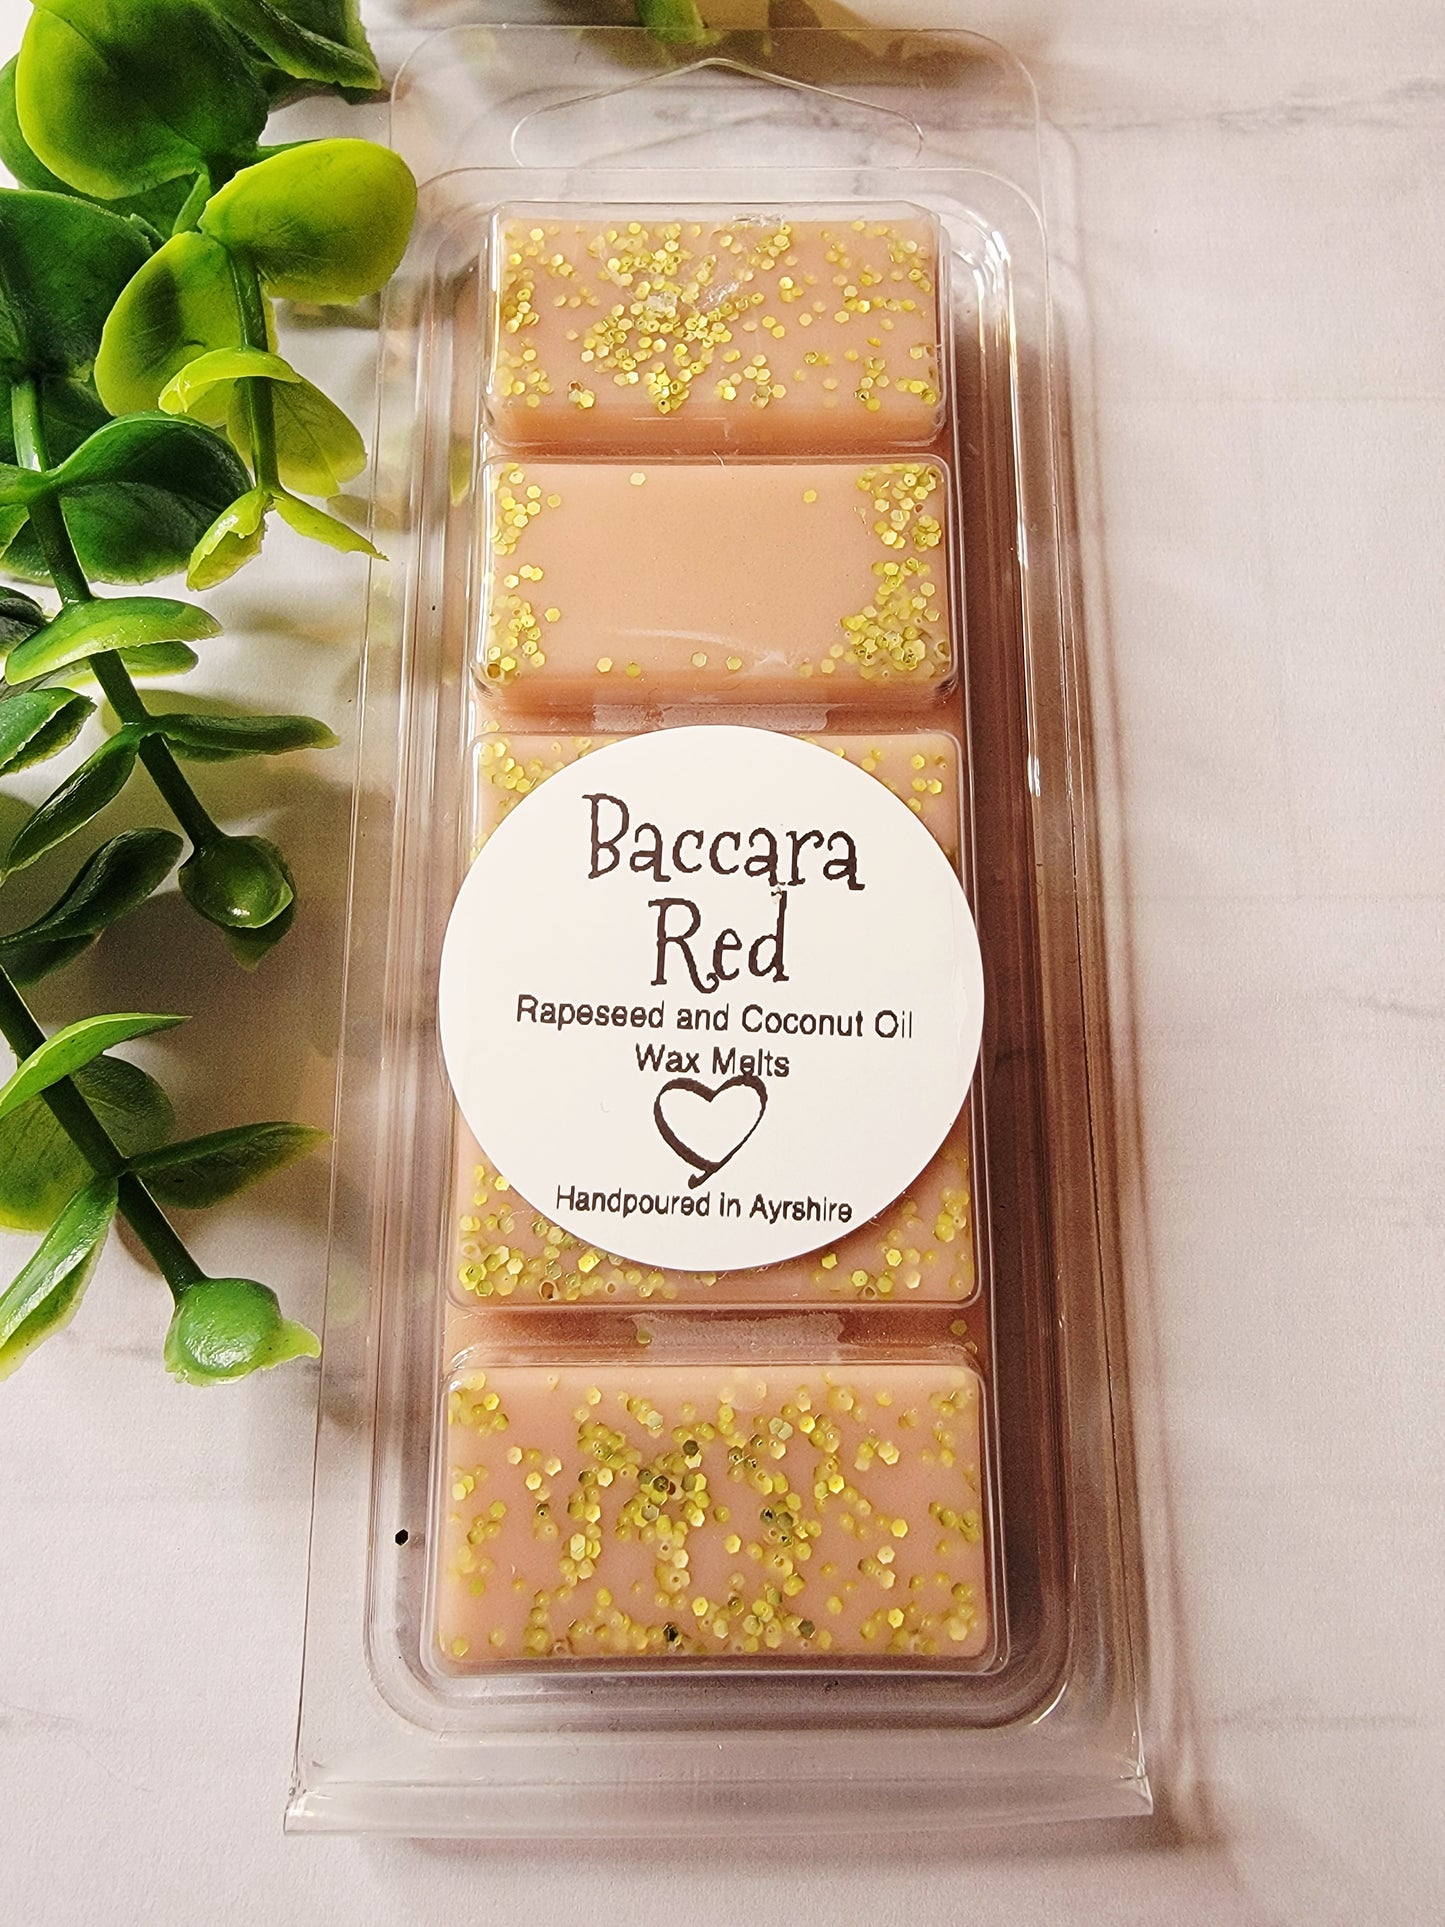 Baccara
Red
Rapeseed and Coconut Oil
Wax Melts
Handpoured in Ayrshire